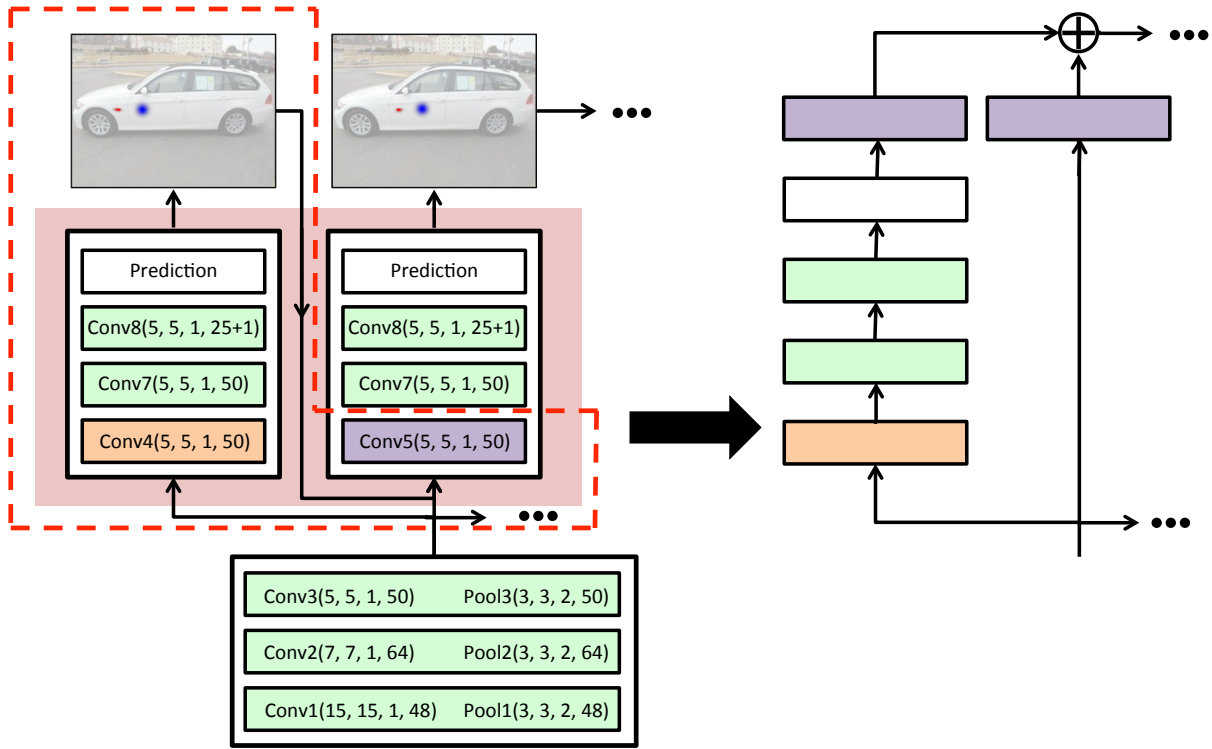 Prediction
Conv8(5, 5, 1, 25+1)
Conv7(5, 5, 1, 50)
Conv4(5, 5, 1, 50)
Prediction
Conv8(5, 5, 1, 25+1)
Conv7(5, 5, 1, 50)
Conv5(5, 5, 1, 50)
Conv3(5, 5, 1, 50) Pool3(3, 3, 2, 50)
Conv2(7, 7, 1, 64) Pool2(3, 3, 2, 64)
Conv1(15, 15, 1, 48) Pool1(3, 3, 2, 48)